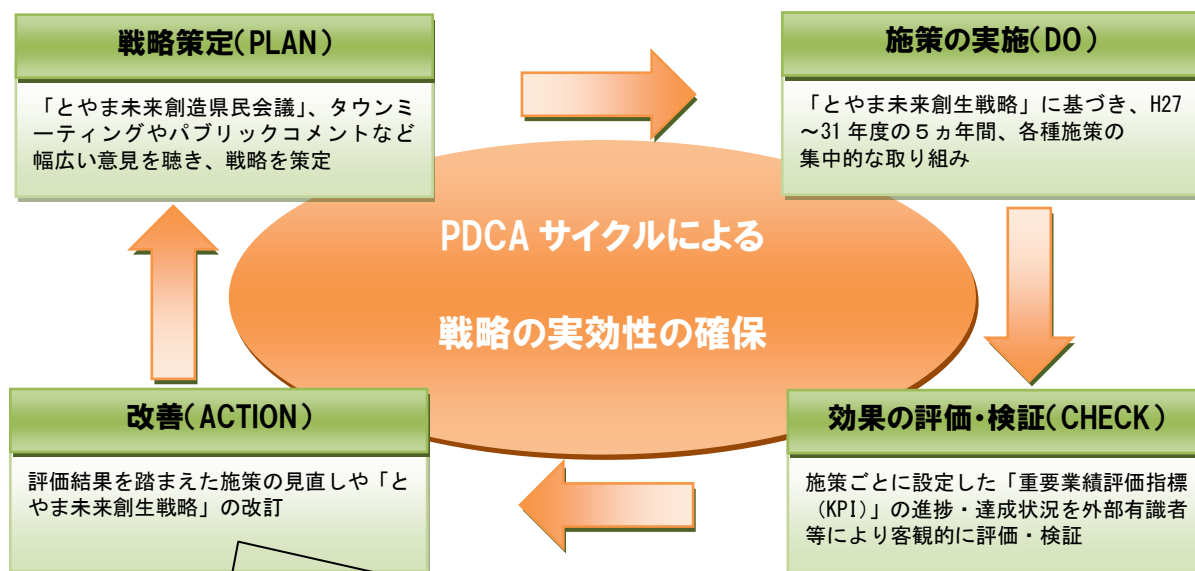 戦略策定(PLAN)
「とやま未来創造県民会議」、タウンミ
ーティングやパブリックコメントなど
幅広い意見を聴き、戦略を策定
施策の実施(DO)
「とやま未来創生戦略」に基づき、H27
～31年度の５ヵ年間、各種施策の
集中的な取り組み
PDCAサイクルによる
戦略の実効性の確保
改善(ACTION)
評価結果を踏まえた施策の見直しや「と
やま未来創生戦略」の改訂
効果の評価・検証(CHECK)
施策ごとに設定した「重要業績評価指標
（KPI）」の進捗・達成状況を外部有識者
等により客観的に評価・検証